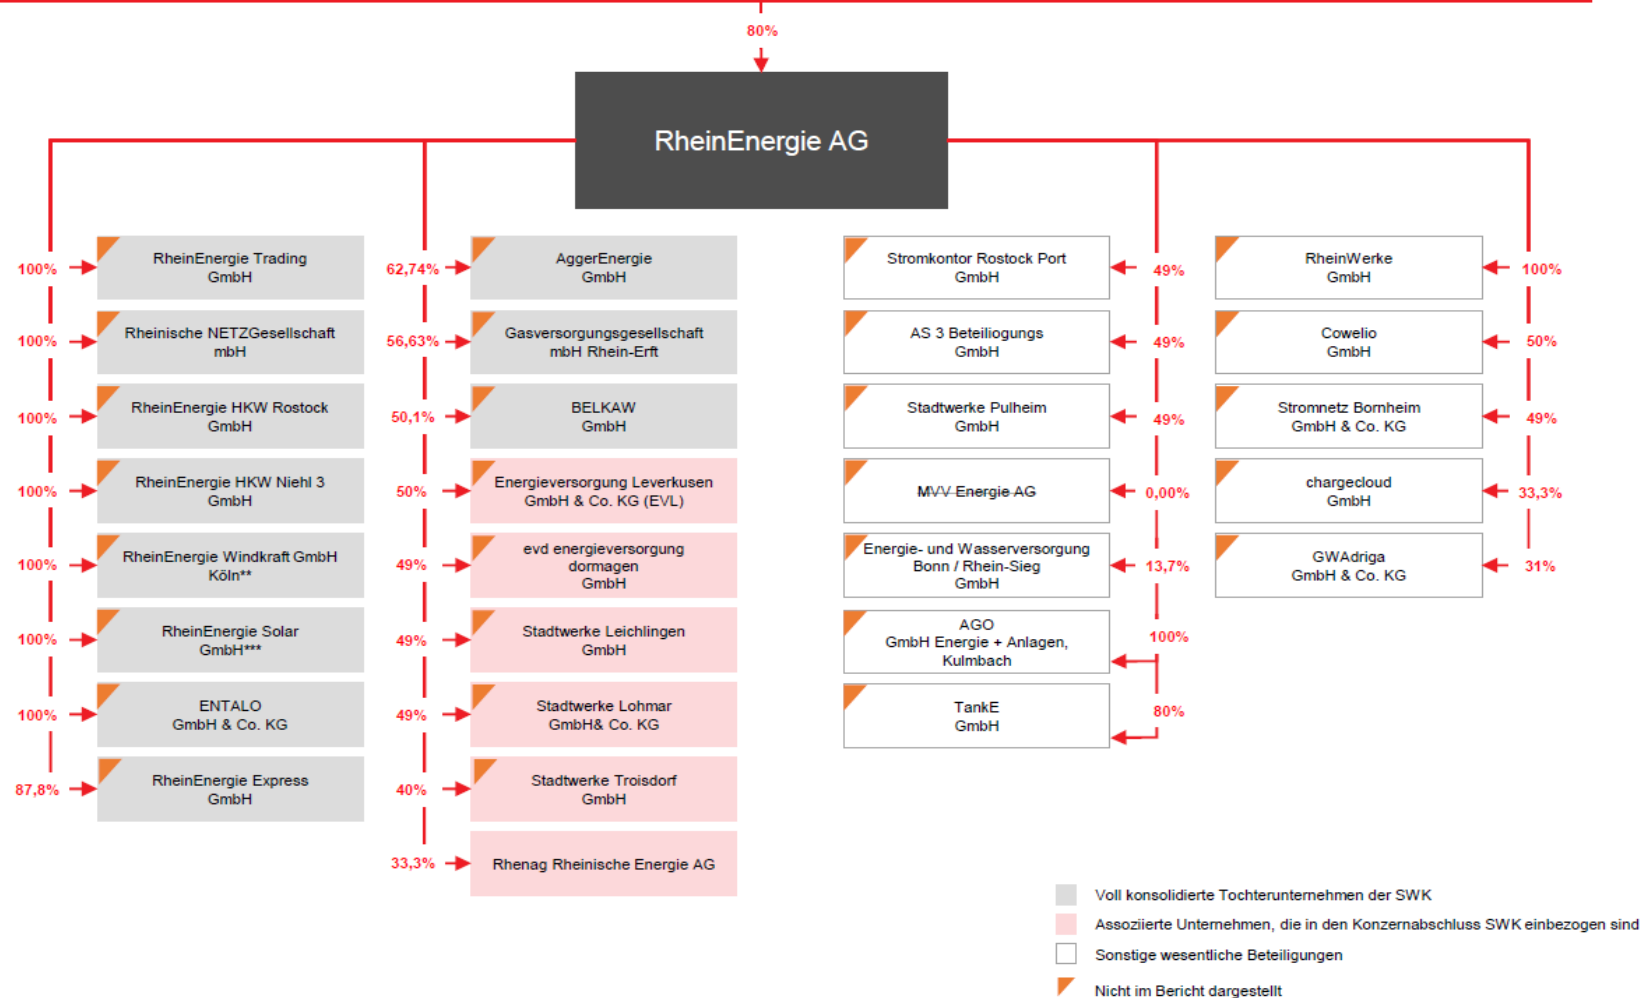 80%
RheinEnergie AG
100%
RheinEnergie Trading
GmbH
100%
Rheinische NETZGesellschaft
mbH
100%
RheinEnergie HKW Rostock
GmbH
100%
RheinEnergie HKW Niehl 3
GmbH
100%
RheinEnergie Windkraft GmbH
Köln**
100%
RheinEnergie Solar
GmbH***
100%
ENTALO
GmbH & Co. KG
87,8%
RheinEnergie Express
GmbH
62,74%
AggerEnergie
GmbH
56,63%
Gasversorgungsgesellschaft
mbH Rhein-Erft
50,1%
BELKAW
GmbH
50%
Energieversorgung Leverkusen
GmbH & Co. KG (EVL)
49%
evd energieversorgung
dormagen
GmbH
49%
Stadtwerke Leichlingen
GmbH
49%
Stadtwerke Lohmar
GmbH& Co. KG
40%
Stadtwerke Troisdorf
GmbH
33,3%
Rhenag Rheinische Energie AG
Stromkontor Rostock Port
GmbH
49%
AS 3 Beteiliogungs
GmbH
49%
Stadtwerke Pulheim
GmbH
49%
MVV Energie AG
0,00%
Energie- und Wasserversorgung
Bonn / Rhein-Sieg
GmbH
13,7%
AGO
GmbH Energie + Anlagen,
Kulmbach
100%
TankE
GmbH
80%
RheinWerke
GmbH
100%
Cowelio
GmbH
50%
Stromnetz Bornheim
GmbH & Co. KG
49%
chargecloud
GmbH
33,3%
GWAdriga
GmbH & Co. KG
31%
Voll konsolidierte Tochterunternehmen der SWK
Assoziierte Unternehmen, die in den Konzernabschluss SWK einbezogen sind
Sonstige wesentliche Beteiligungen
Nicht im Bericht dargestellt